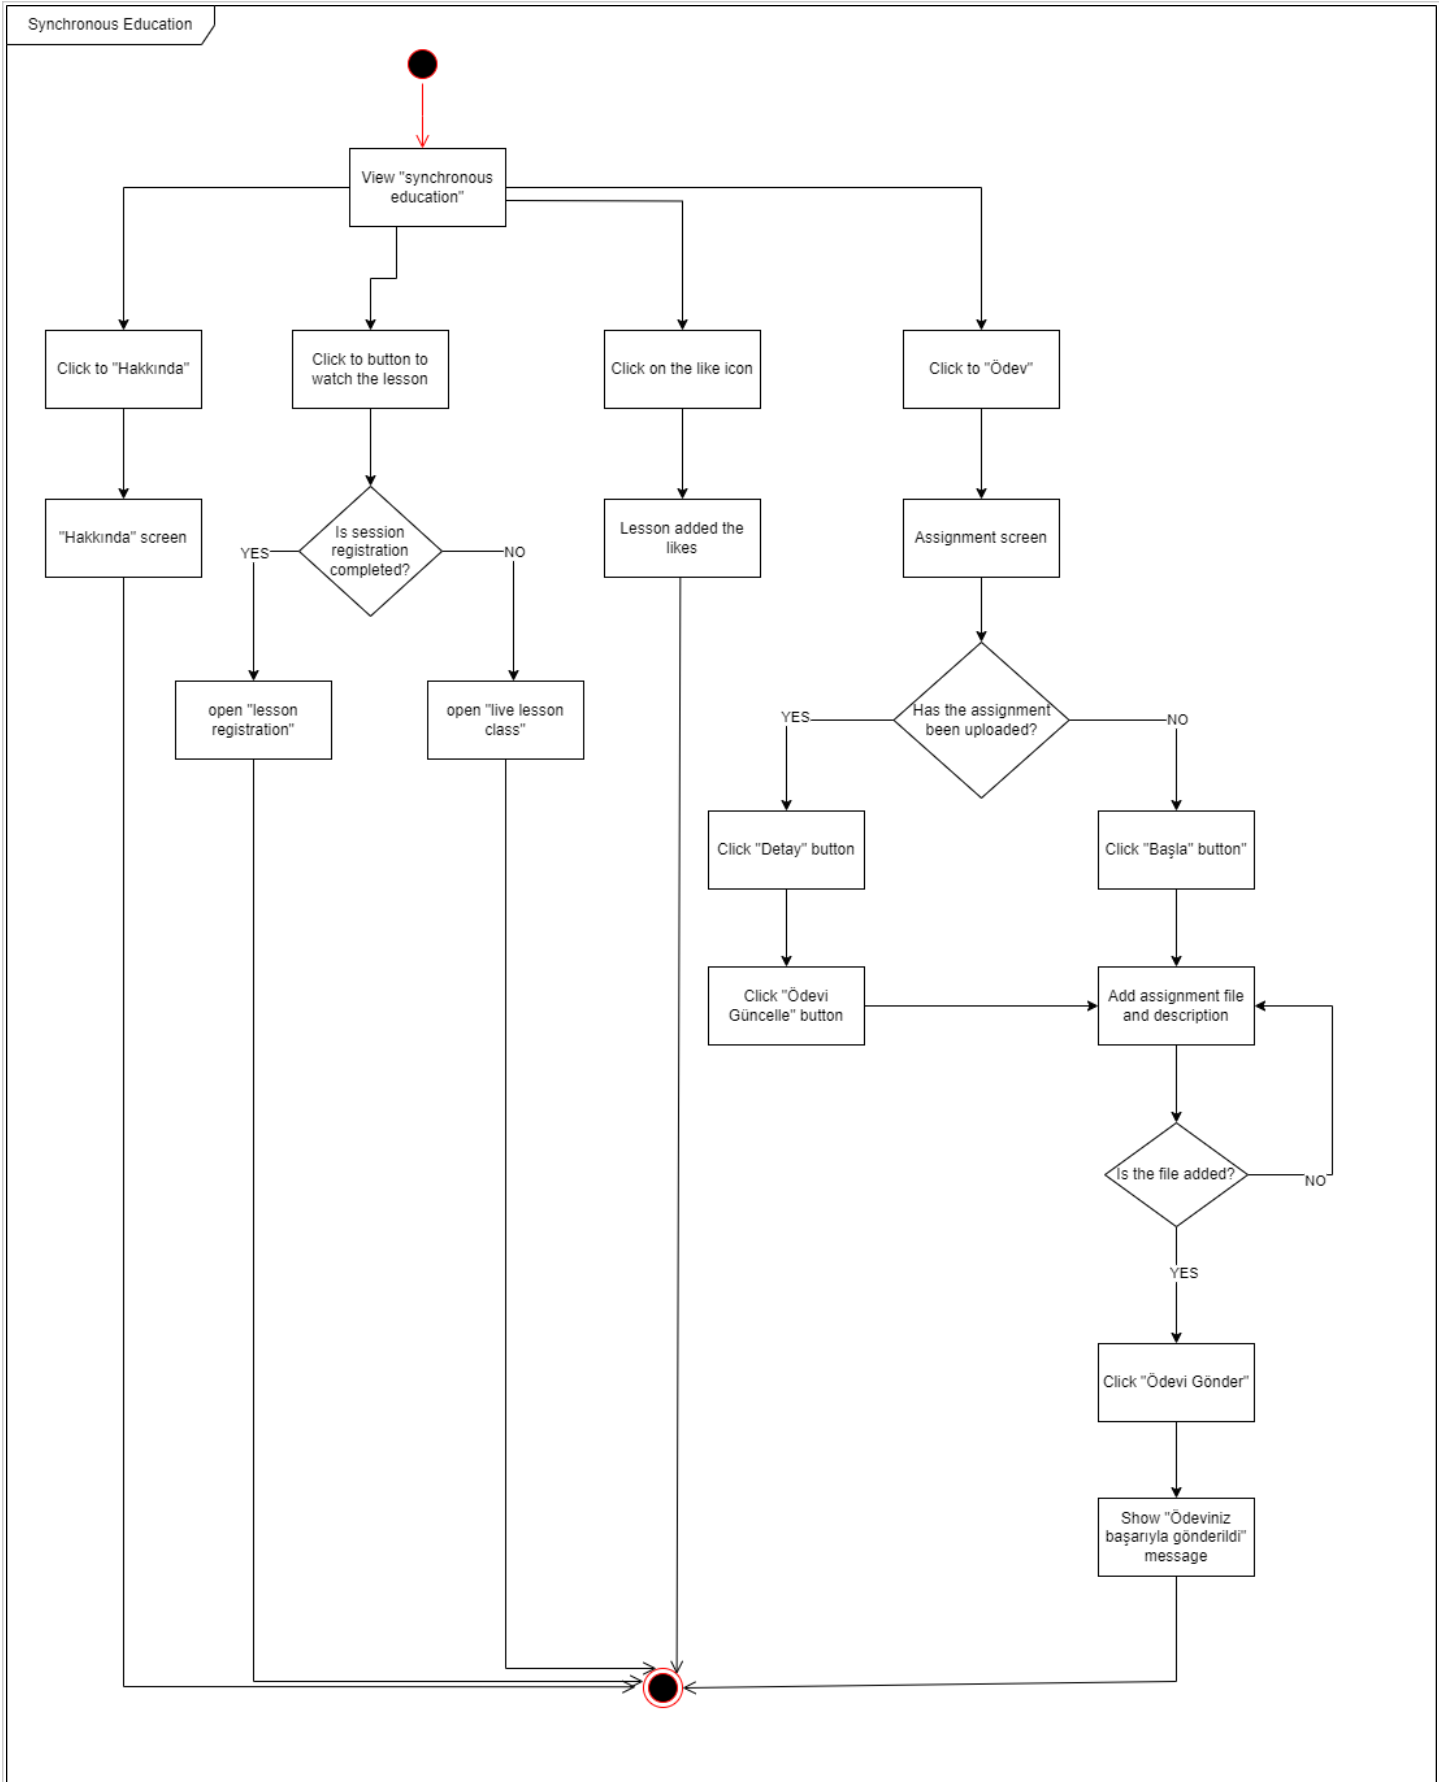 Synchronous Education
View "synchronous
education"
Click to "Hakkında"
Click to button to
watch the lesson
Click on the like icon
Click to "Ödev"
"Hakkında" screen
Is session
registration
completed?
YES
NO
Lesson added the
likes
Assignment screen
open "lesson
registration"
open "live lesson
class"
Has the assignment
been uploaded?
YES
NO
Click "Detay" button
Click "Başla" button"
Click "Ödevi
Güncelle" button
Add assignment file
and description
Is the file added?
NO
YES
Click "Ödevi Gönder"
Show "Ödeviniz
başarıyla gönderildi"
message